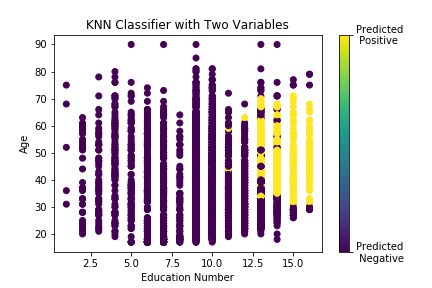 KNN Classifier with Two Variables
90
80
70
60
50
40
30
20
Age
2.5
5.0
7.5
10.0
12.5
15.0
Education Number
Predicted
Positive
Predicted
Negative